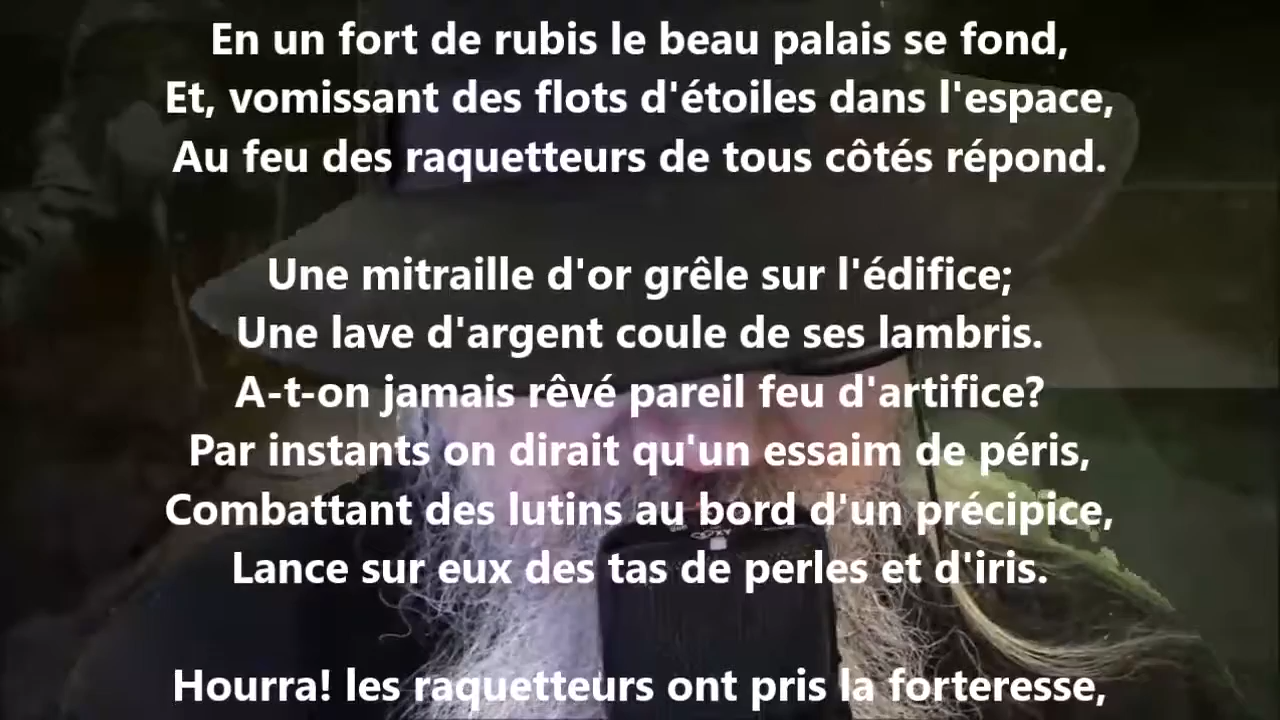 En un fort de rubis le beau palais se fond,
Et, vomissant des flots d'étoiles dans l'espace,
Au feu des raquetteurs de tous côtés répond.
Une mitraille d'or grêle sur l'édifice;
Une lave d'argent coule de ses lambris.
A-t-on jamais rêvé pareil feu d'artifice?
Par instants on dirait qu'un essaim de péris,
Combattant des lutins au bord d'un précipice,
Lance sur eux des tas de perles et d'iris.
Hourra! les raquetteurs ont pris la forteresse,